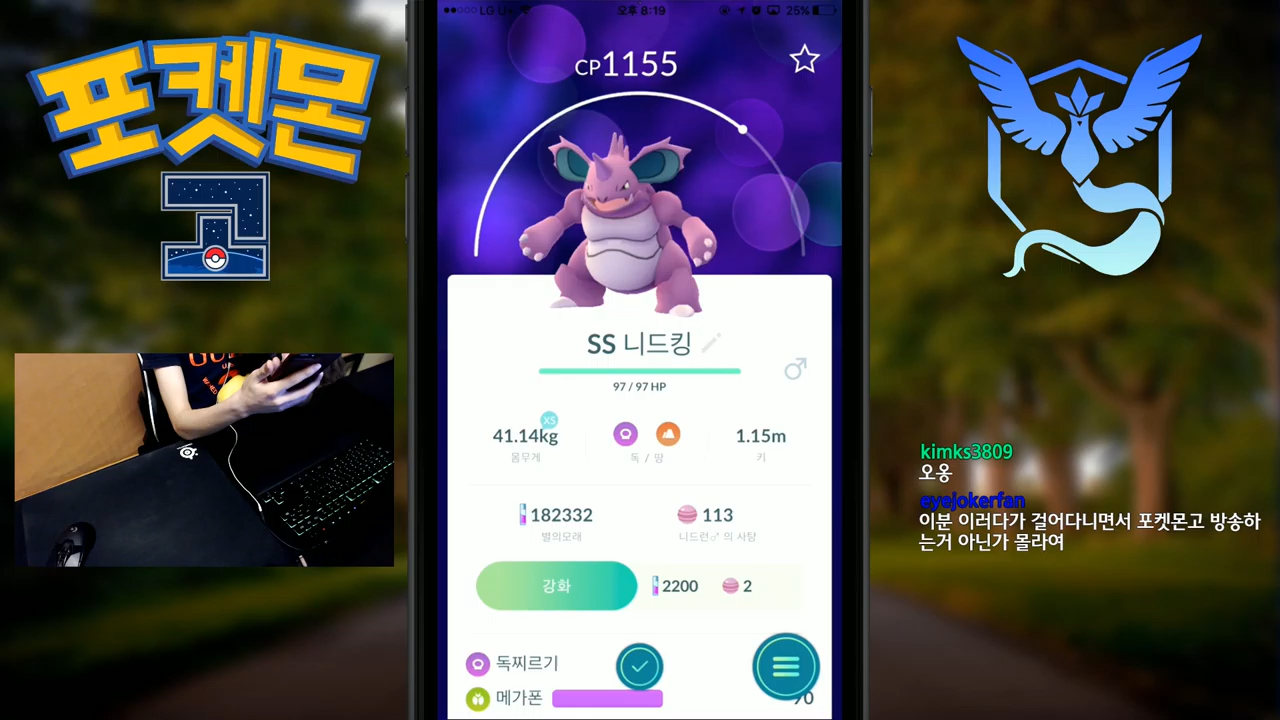 LG U+
오후 8:19
25%
포켓몬
고
CP1155
SS 니드킹
97 / 97 HP
XS
41.14kg
몸무게
독 / 땅
1.15m
키
182332
별의모래
113
니드런♂ 의 사탕
강화
2200
2
독찌르기
메가폰
90
kimks3809
오옹
eyejokerfan
이분 이러다가 걸어다니면서 포켓몬고 방송하
는거 아닌가 몰라여